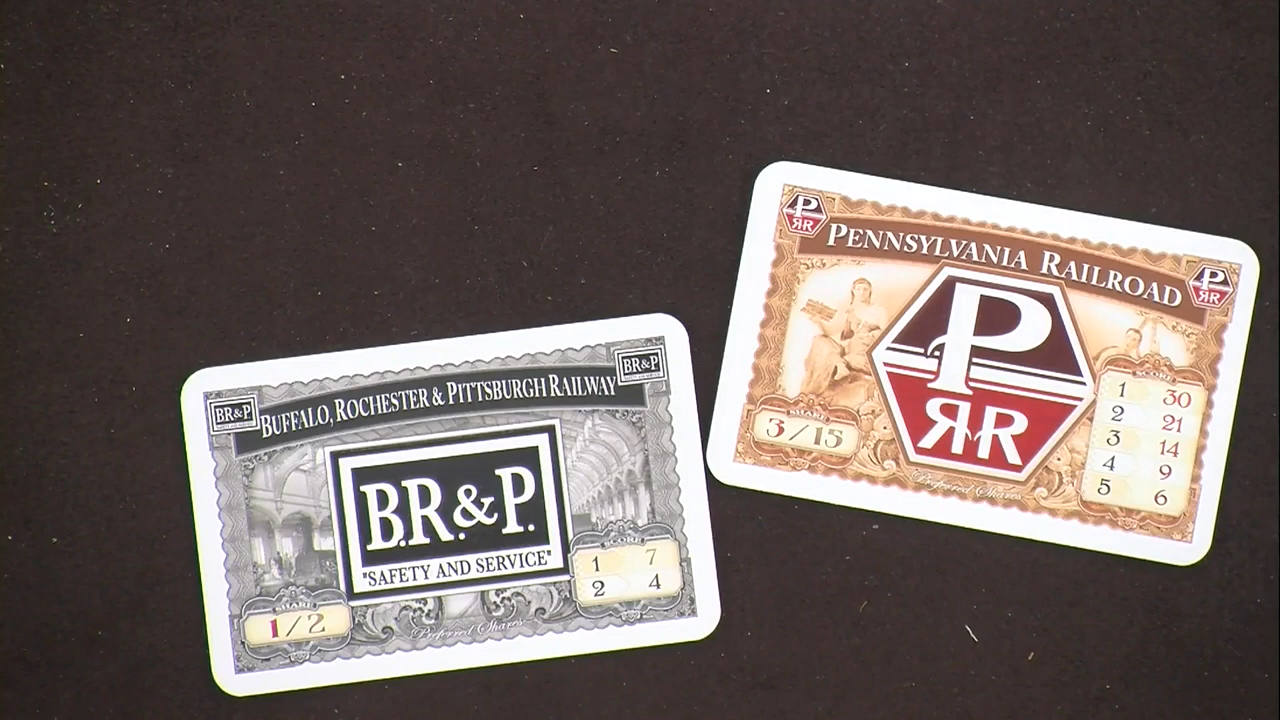 BR&P
BUFFALO, ROCHESTER & PITTSBURGH RAILWAY
BR&P
B.R.&P.
"SAFETY AND SERVICE"
SHARE
1/2
SCORE
1 7
2 4
Preferred Shares
PRR
PENNSYLVANIA RAILROAD
PRR
P
RR
SHARE
3/15
SCORE
1 30
2 21
3 14
4 9
5 6
Preferred Shares